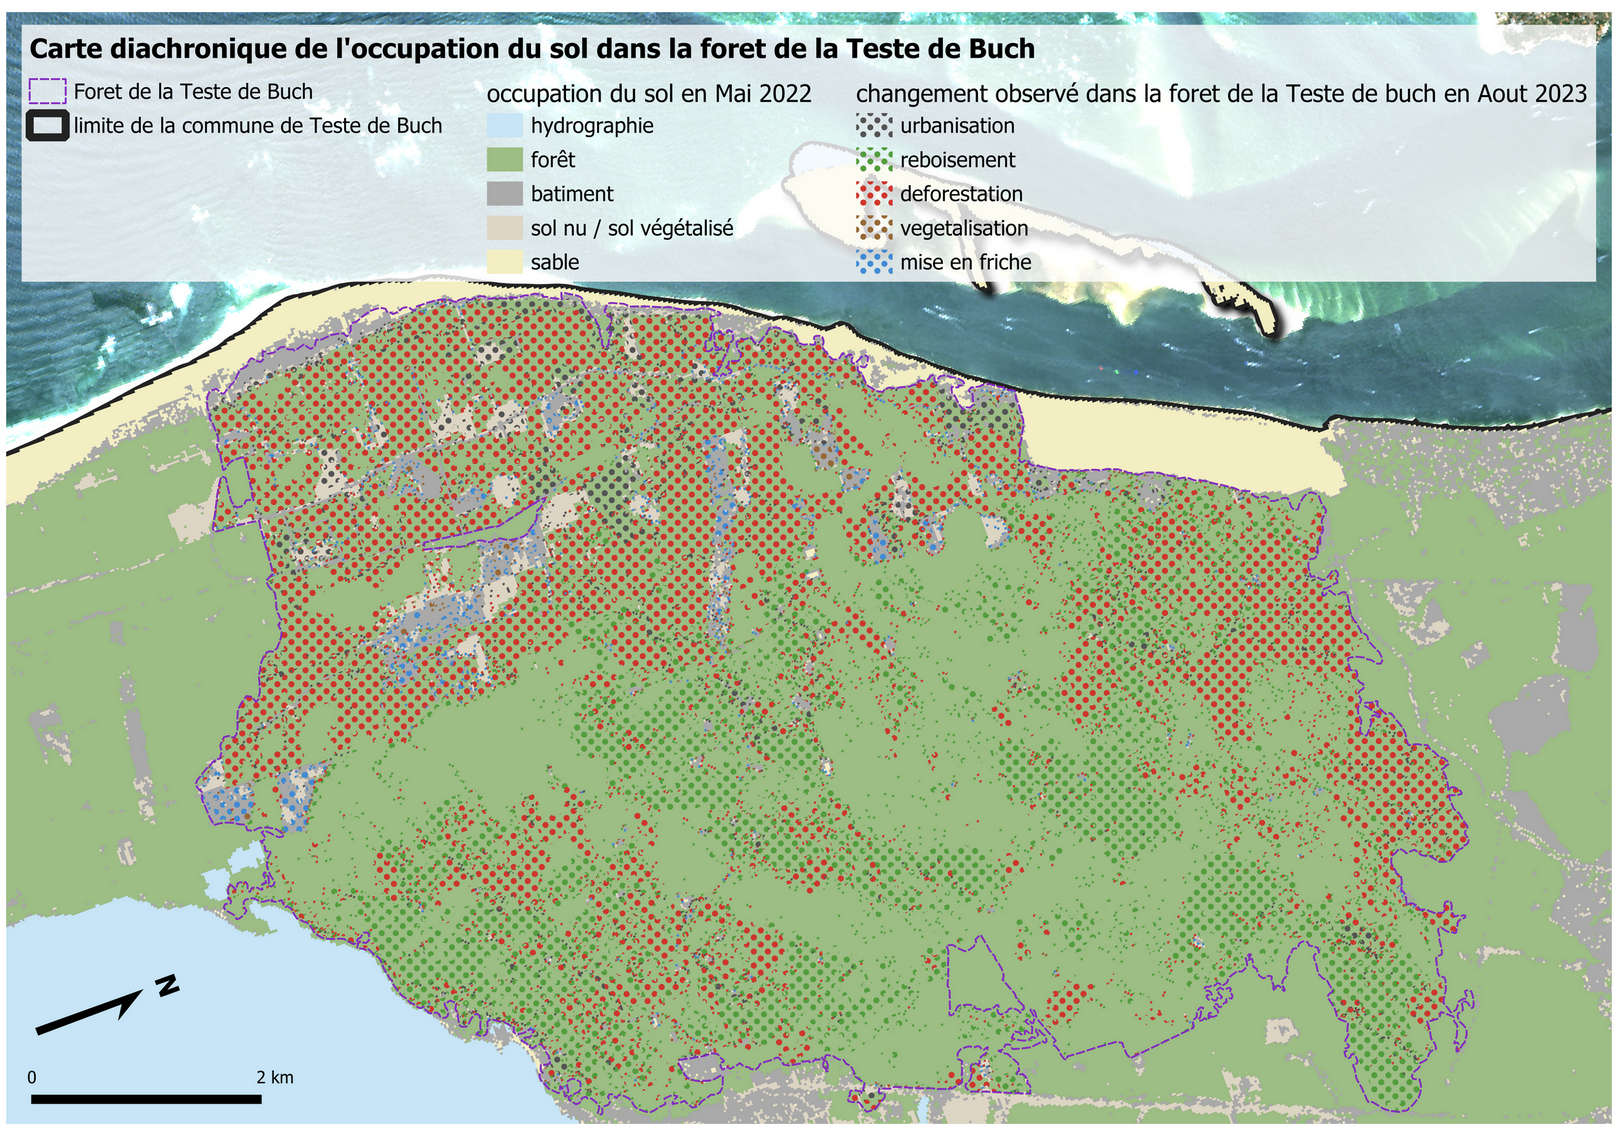 Carte diachronique de l'occupation du sol dans la foret de la Teste de Buch
Foret de la Teste de Buch
limite de la commune de Teste de Buch
occupation du sol en Mai 2022
hydrographie
forêt
batiment
sol nu / sol végétalisé
sable
changement observé dans la foret de la Teste de buch en Aout 2023
urbanisation
reboisement
deforestation
vegetalisation
mise en friche
N
0 2 km